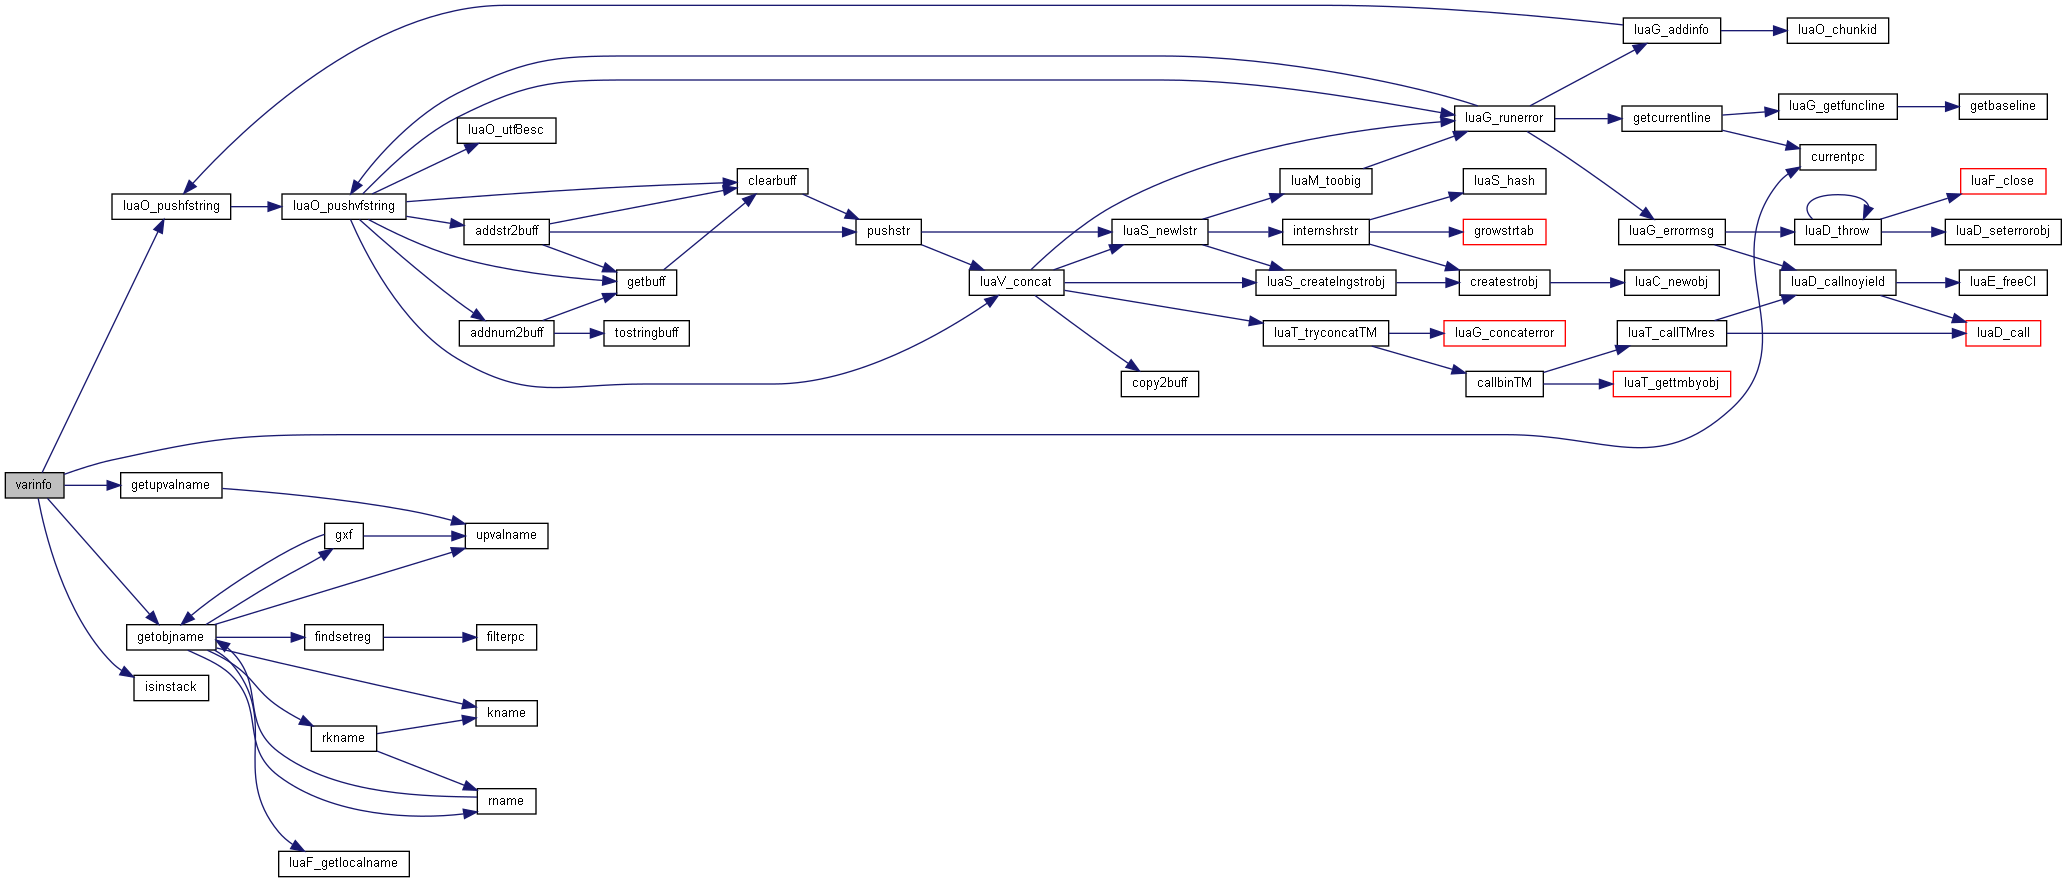 luaG_addinfo
luaO_chunkid
luaG_runerror
getcurrentline
luaG_getfuncline
getbaseline
luaO_utf8esc
currentpc
luaO_pushfstring
luaO_pushvfstring
clearbuff
luaM_toobig
luaS_hash
luaF_close
addstr2buff
pushstr
luaS_newlstr
internshrstr
growstrtab
luaG_errormsg
luaD_throw
luaD_seterrorobj
getbuff
luaV_concat
luaS_createlngstrobj
createstrobj
luaC_newobj
luaD_callnoyield
luaE_freeCI
addnum2buff
tostringbuff
luaT_tryconcatTM
luaG_concaterror
luaT_callTMres
luaD_call
copy2buff
callbinTM
luaT_gettmbyobj
varinfo
getupvalname
gxf
upvalname
getobjname
findsetreg
filterpc
isinstack
kname
rkname
rname
luaF_getlocalname